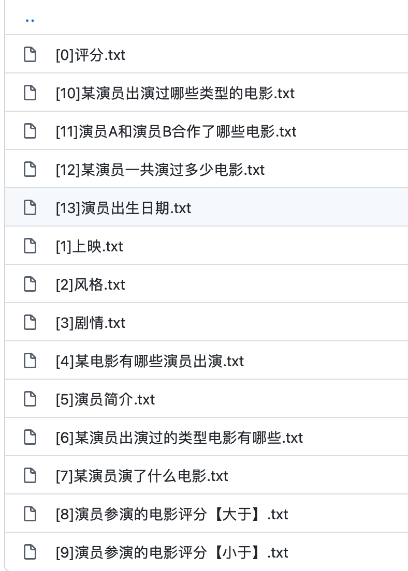 ..
[0]评分.txt
[10]某演员出演过哪些类型的电影.txt
[11]演员A和演员B合作了哪些电影.txt
[12]某演员一共演过多少电影.txt
[13]演员出生日期.txt
[1]上映.txt
[2]风格.txt
[3]剧情.txt
[4]某电影有哪些演员出演.txt
[5]演员简介.txt
[6]某演员出演过的类型电影有哪些.txt
[7]某演员演了什么电影.txt
[8]演员参演的电影评分【大于】.txt
[9]演员参演的电影评分【小于】.txt